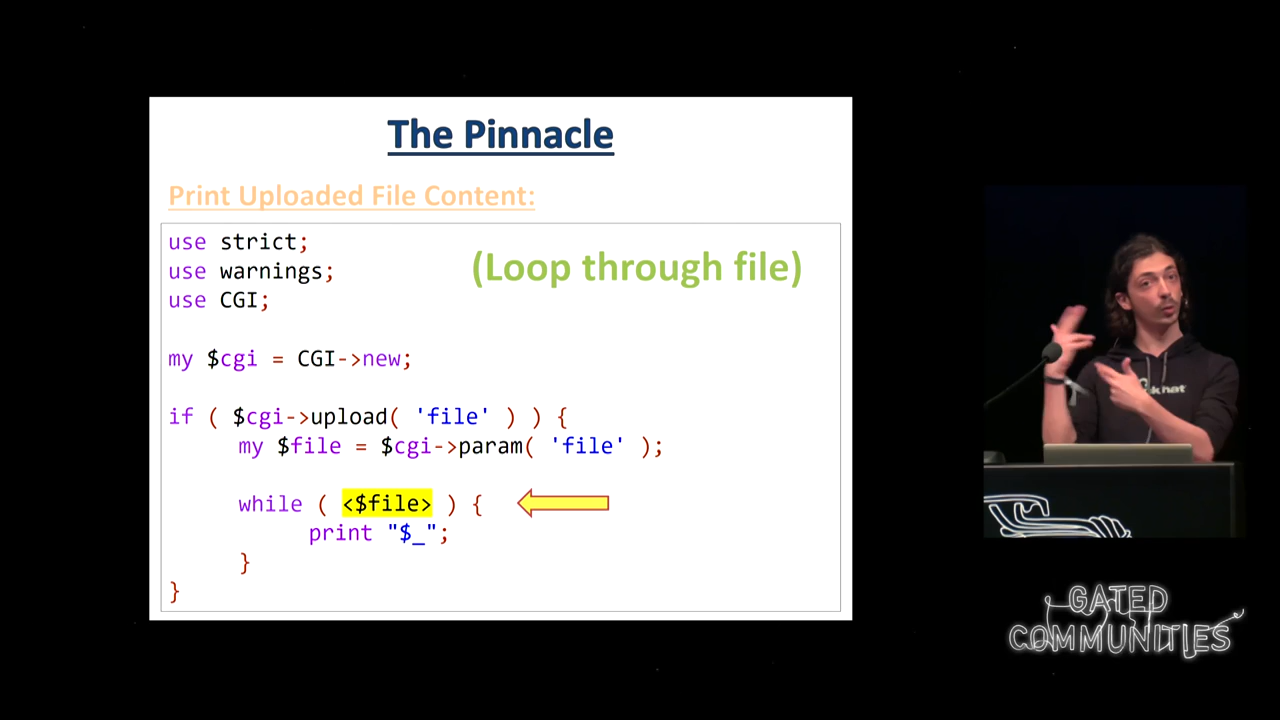 The Pinnacle
Print Uploaded File Content:
(Loop through file)
use strict;
use warnings;
use CGI;
my $cgi = CGI->new;
if ( $cgi->upload( 'file' ) ) {
my $file = $cgi->param( 'file' );
while ( <$file> ) {
print "$_";
}
}
GATED
COMMUNITIES